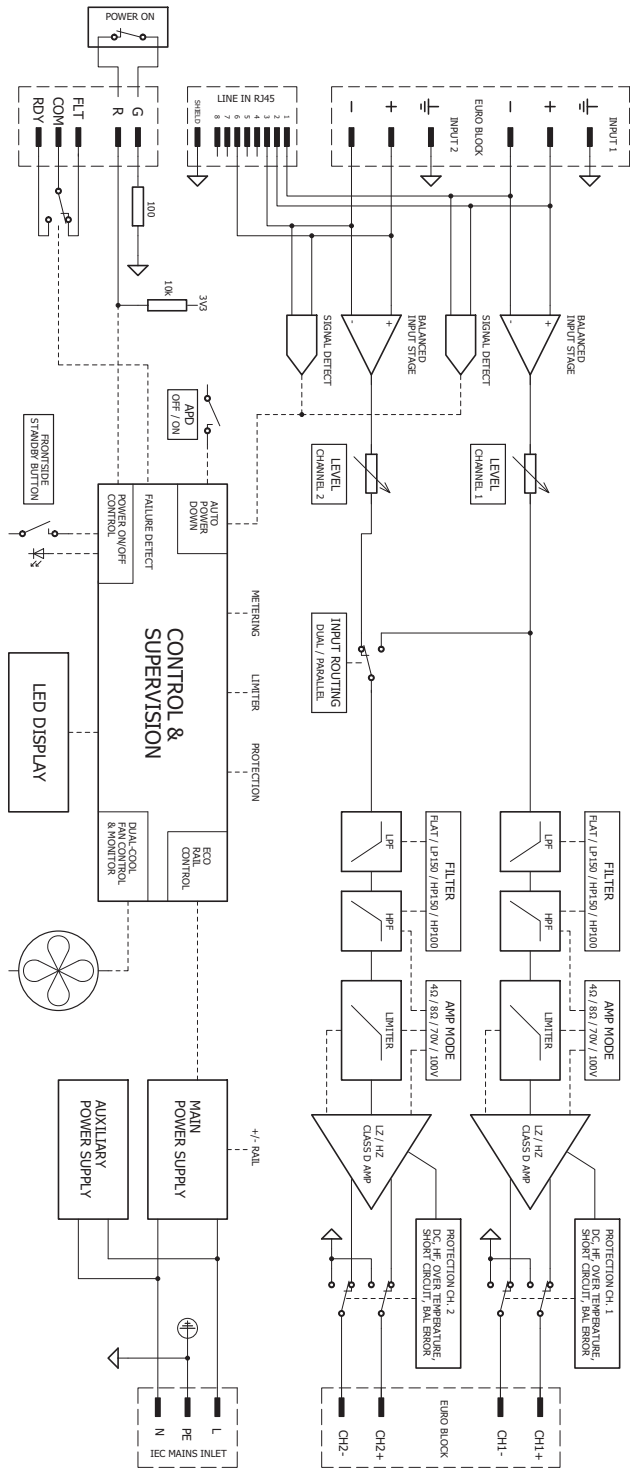 EURO BLOCK
INPUT 1
+
−
INPUT 2
+
−
LINE IN RJ45
1
2
3
4
5
6
7
8
SHIELD
POWER ON
G
R
FLT
COM
RDY
100
10k
3V3
BALANCED
INPUT STAGE
+
-
SIGNAL DETECT
BALANCED
INPUT STAGE
+
-
SIGNAL DETECT
LEVEL
CHANNEL 1
LEVEL
CHANNEL 2
APD
OFF / ON
FRONTSIDE
STANDBY BUTTON
INPUT ROUTING
DUAL / PARALLEL
AUTO
POWER
DOWN
FAILURE DETECT
POWER ON/OFF
CONTROL
METERING
LIMITER
PROTECTION
CONTROL &
SUPERVISION
ECO
RAIL
CONTROL
DUAL-COOL
FAN CONTROL
& MONITOR
LED DISPLAY
FILTER
FLAT / LP150 / HP150 / HP100
LPF
HPF
AMP MODE
4Ω / 8Ω / 70V / 100V
LIMITER
LZ / HZ
CLASS D AMP
PROTECTION CH. 1
DC, HF, OVER TEMPERATURE,
SHORT CIRCUIT, BAL ERROR
FILTER
FLAT / LP150 / HP150 / HP100
LPF
HPF
AMP MODE
4Ω / 8Ω / 70V / 100V
LIMITER
LZ / HZ
CLASS D AMP
PROTECTION CH. 2
DC, HF, OVER TEMPERATURE,
SHORT CIRCUIT, BAL ERROR
EURO BLOCK
CH1+
CH1-
CH2+
CH2-
+/- RAIL
MAIN
POWER SUPPLY
AUXILIARY
POWER SUPPLY
L
PE
N
IEC MAINS INLET